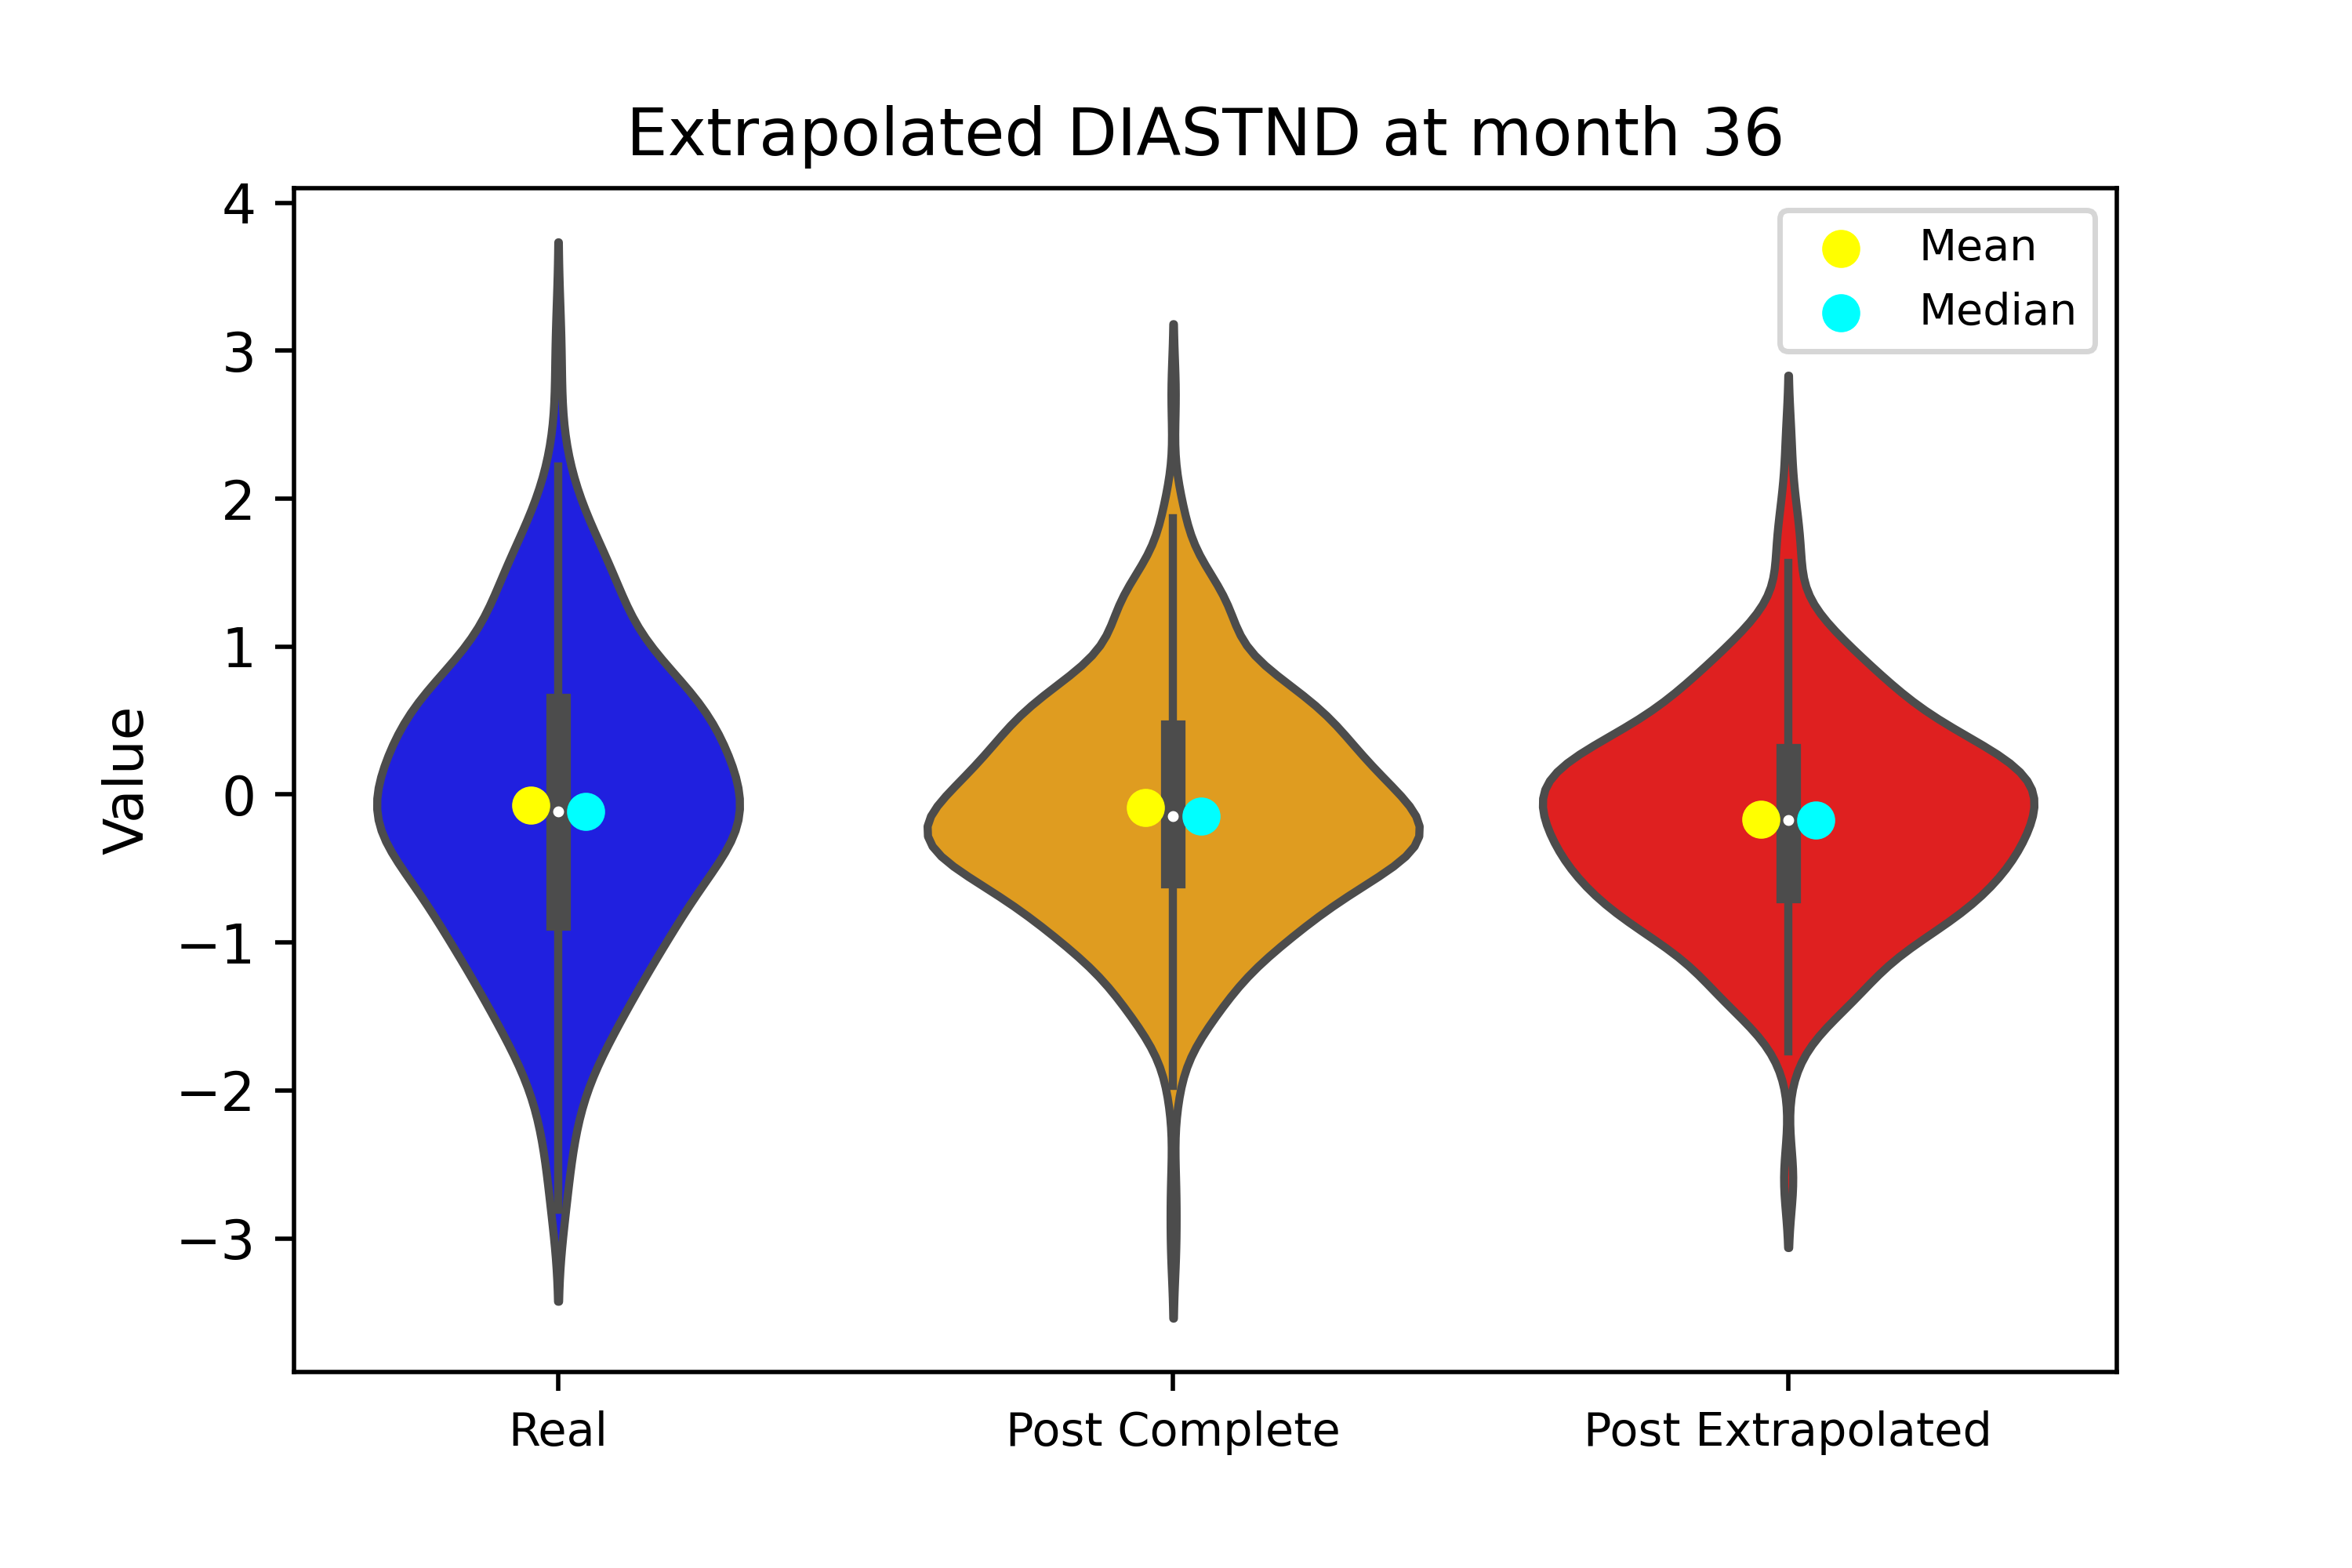 Extrapolated DIASTND at month 36
4
3
2
1
0
−1
−2
−3
Value
Mean
Median
Real
Post Complete
Post Extrapolated